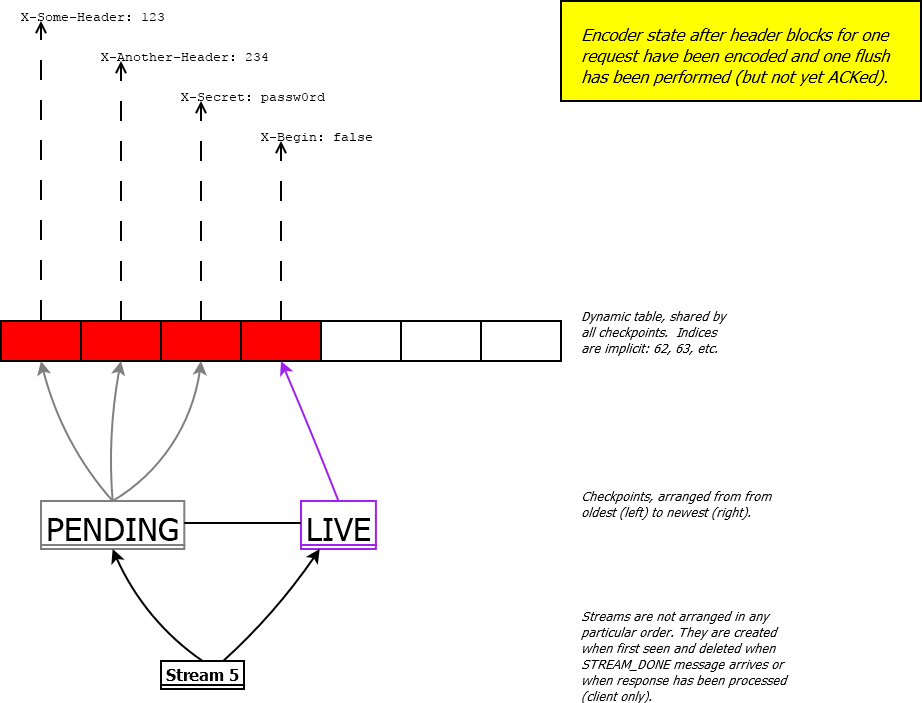 X-Some-Header: 123
X-Another-Header: 234
X-Secret: passw0rd
X-Begin: false
Encoder state after header blocks for one
request have been encoded and one flush
has been performed (but not yet ACKed).
Dynamic table, shared by
all checkpoints.  Indices
are implicit: 62, 63, etc.
Checkpoints, arranged from from
oldest (left) to newest (right).
PENDING
LIVE
Streams are not arranged in any
particular order. They are created
when first seen and deleted when
STREAM_DONE message arrives or
when response has been processed
(client only).
Stream 5